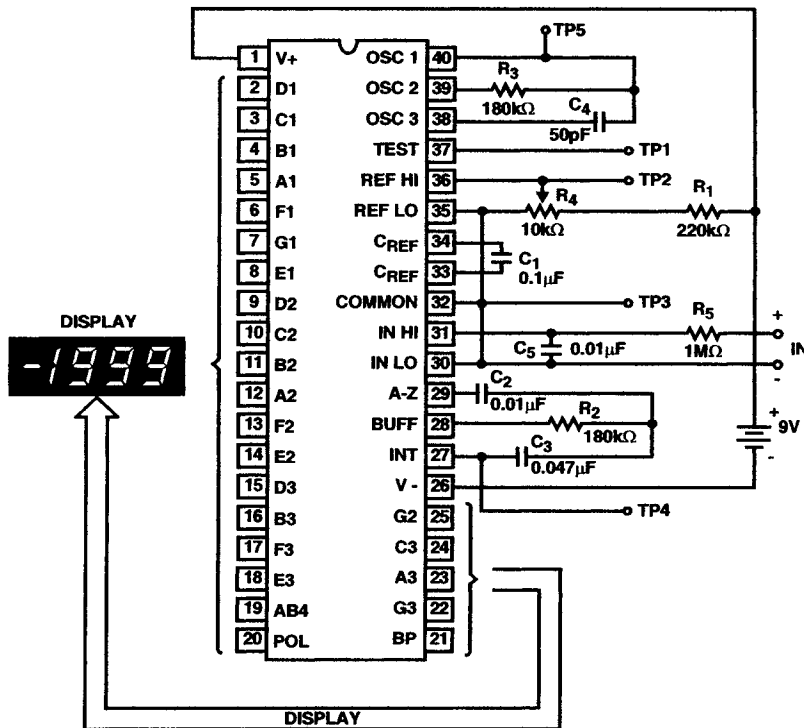 TP5
1 V+ OSC 1 40
2 D1 OSC 2 39 R3 180kΩ
3 C1 OSC 3 38 C4 50pF
4 B1 TEST 37 TP1
5 A1 REF HI 36 TP2
6 F1 REF LO 35 R4 10kΩ R1 220kΩ
7 G1 CREF 34
8 E1 CREF 33 C1 0.1µF
9 D2 COMMON 32 TP3
10 C2 IN HI 31 R5 1MΩ +
11 B2 IN LO 30 C5 0.01µF IN -
12 A2 A-Z 29 C2 0.01µF
13 F2 BUFF 28 R2 180kΩ
14 E2 INT 27 C3 0.047µF
15 D3 V - 26 + 9V -
16 B3 G2 25 TP4
17 F3 C3 24
18 E3 A3 23
19 AB4 G3 22
20 POL BP 21
DISPLAY
-1999
DISPLAY